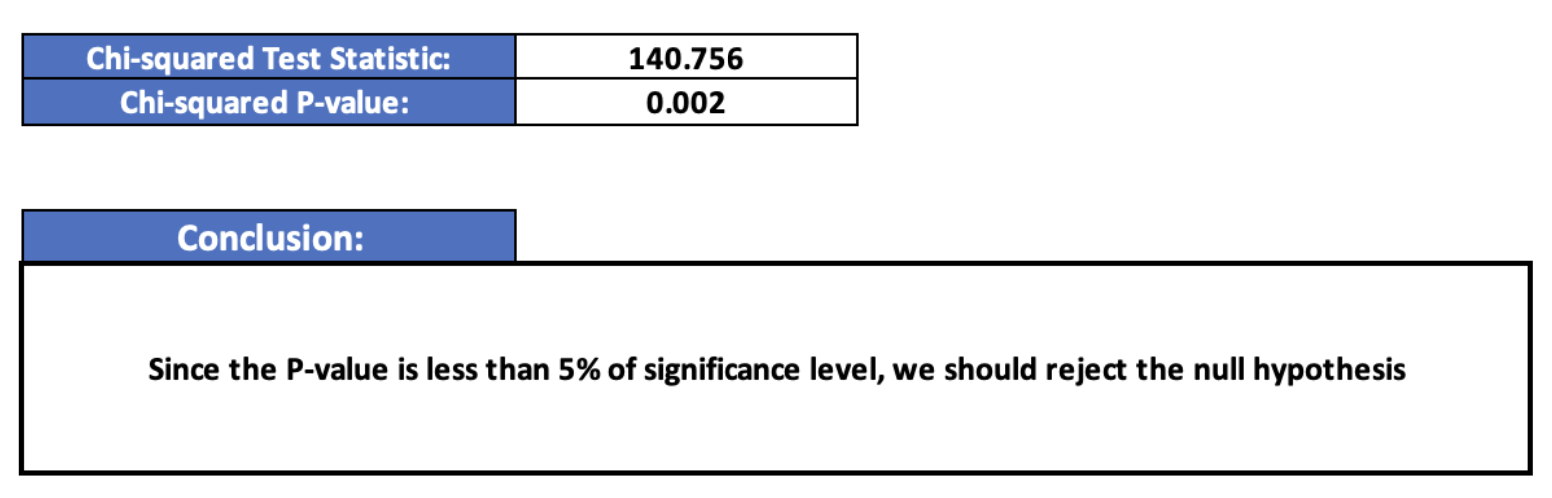 Chi-squared Test Statistic: 140.756
Chi-squared P-value: 0.002
Conclusion:
Since the P-value is less than 5% of significance level, we should reject the null hypothesis